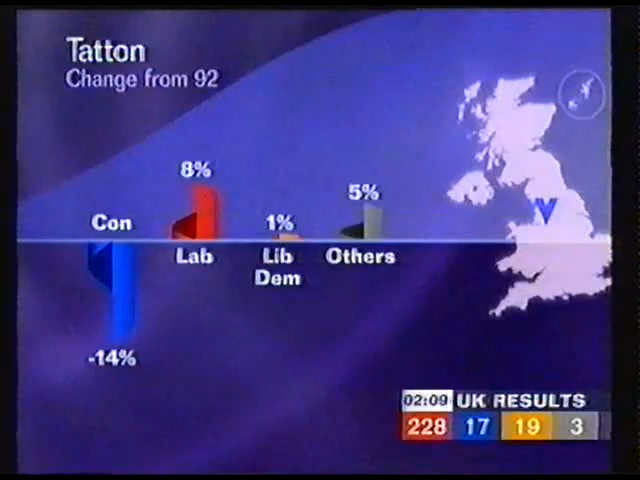 Tatton
Change from 92
8%
5%
Con
1%
Lab
Lib
Dem
Others
-14%
02:09 UK RESULTS
228 17 19 3